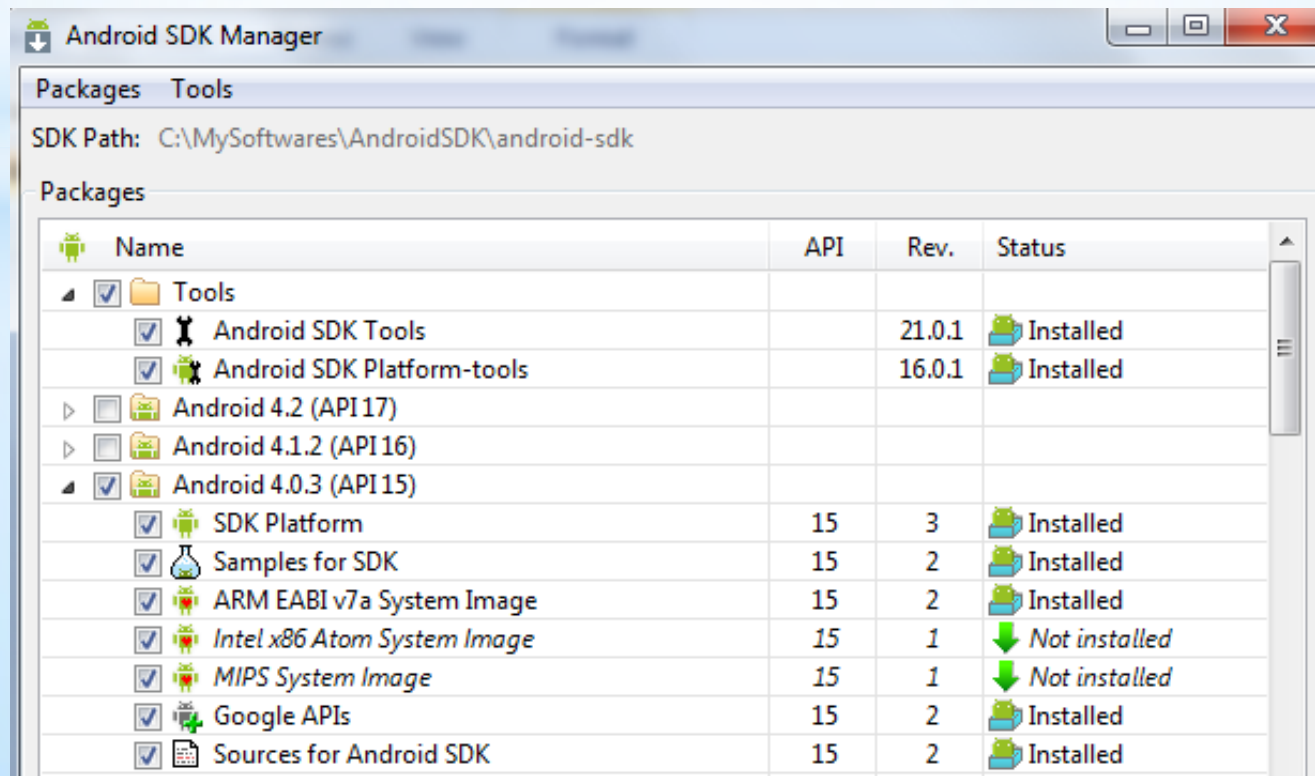 Android SDK Manager
Packages Tools
SDK Path: C:\MySoftwares\AndroidSDK\android-sdk
Packages
Name API Rev. Status
Tools
Android SDK Tools 21.0.1 Installed
Android SDK Platform-tools 16.0.1 Installed
Android 4.2 (API 17)
Android 4.1.2 (API 16)
Android 4.0.3 (API 15)
SDK Platform 15 3 Installed
Samples for SDK 15 2 Installed
ARM EABI v7a System Image 15 2 Installed
Intel x86 Atom System Image 15 1 Not installed
MIPS System Image 15 1 Not installed
Google APIs 15 2 Installed
Sources for Android SDK 15 2 Installed